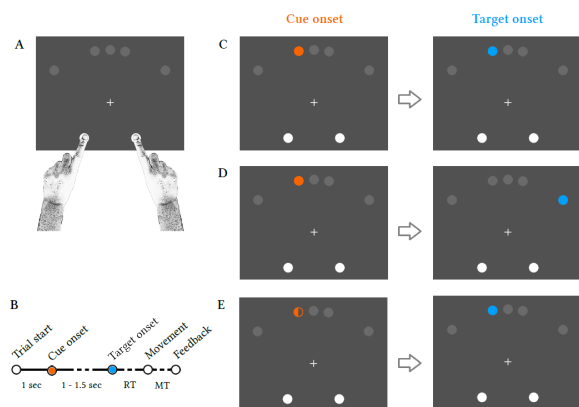 Cue onset
Target onset
A
C
D
B
Trial start
Cue onset
Target onset
Movement
Feedback
1 sec
1 - 1.5 sec
RT
MT
E